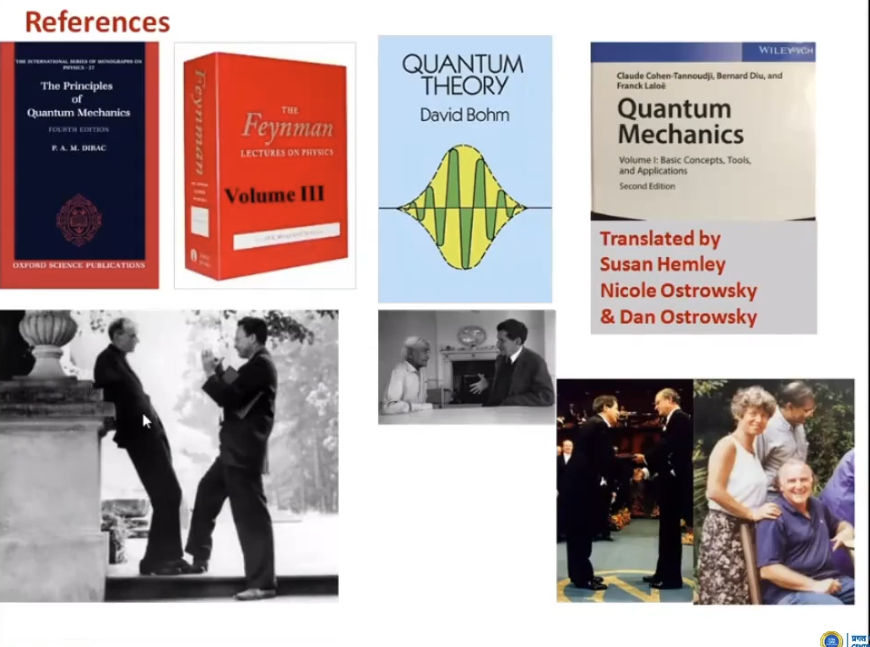 References
THE INTERNATIONAL SERIES OF MONOGRAPHS ON
PHYSICS · 27
The Principles
of
Quantum Mechanics
FOURTH EDITION
P. A. M. DIRAC
OXFORD SCIENCE PUBLICATIONS
Feynman
THE
Feynman
LECTURES ON PHYSICS
Volume III
QUANTUM
THEORY
David Bohm
WILEY-VCH
Claude Cohen-Tannoudji, Bernard Diu, and
Franck Laloë
Quantum
Mechanics
Volume I: Basic Concepts, Tools,
and Applications
Second Edition
Translated by
Susan Hemley
Nicole Ostrowsky
& Dan Ostrowsky
प्रगत